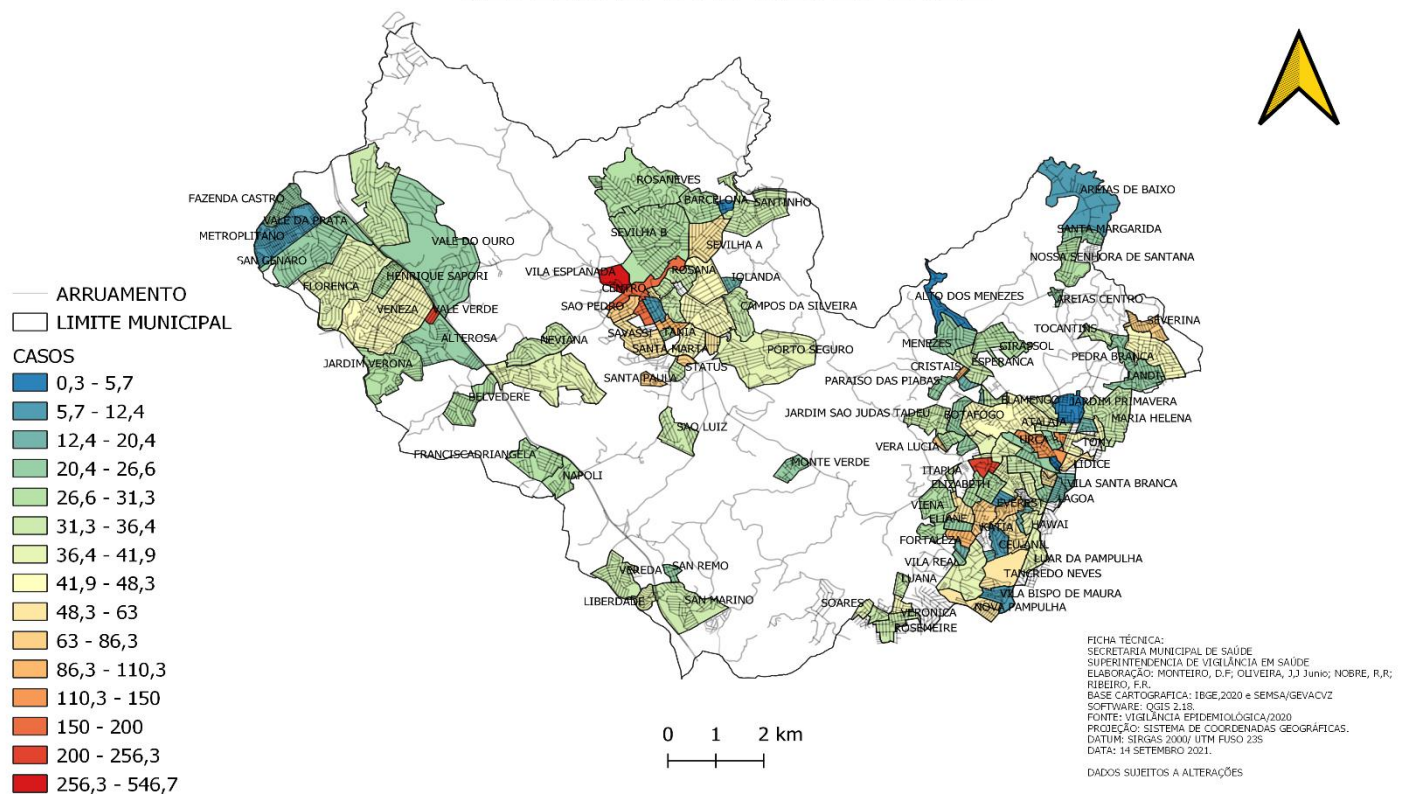 FAZENDA CASTRO
VALE DA PRATA
METROPLITANO
SAN GENARO
VALE DO OURO
HENRIQUE SAPORI
FLORENCA
VENEZA
VALE VERDE
ALTEROSA
JARDIM VERONA
NEVIANA
BELVEDERE
FRANCISCADRIANGELA
NAPOLI
ROSANEVES
BARCELONA
SANTINHO
SEVILHA B
SEVILHA A
VILA ESPLANADA
ROSANA
IOLANDA
CENTRO
SAO PEDRO
CAMPOS DA SILVEIRA
SAVASSI
TANIA
SANTA MARTA
PORTO SEGURO
STATUS
SANTA PAULA
SAO LUIZ
MONTE VERDE
VEREDA
SAN REMO
LIBERDADE
SAN MARINO
AREIAS DE BAIXO
SANTA MARGARIDA
NOSSA SENHORA DE SANTANA
ALTO DOS MENEZES
AREIAS CENTRO
TOCANTINS
SEVERINA
MENEZES
GIRASSOL
PEDRA BRANCA
CRISTAIS
ESPERANCA
LANDI
PARAISO DAS PIABAS
FLAMENGO
JARDIM PRIMAVERA
JARDIM SAO JUDAS TADEU
BOTAFOGO
ATALAIA
MARIA HELENA
VERA LUCIA
URCA
TONY
LIDICE
ITAPUA
ELIZABETH
VILA SANTA BRANCA
LAGOA
VIENA
EVEREST
ELIANE
KATIA
HAWAI
FORTALEZA
CEU ANIL
VILA REAL
LUAR DA PAMPULHA
LUANA
TANCREDO NEVES
VILA BISPO DE MAURA
SOARES
NOVA PAMPULHA
VERONICA
ROSEMEIRE
ARRUAMENTO
LIMITE MUNICIPAL
CASOS
0,3 - 5,7
5,7 - 12,4
12,4 - 20,4
20,4 - 26,6
26,6 - 31,3
31,3 - 36,4
36,4 - 41,9
41,9 - 48,3
48,3 - 63
63 - 86,3
86,3 - 110,3
110,3 - 150
150 - 200
200 - 256,3
256,3 - 546,7
0 1 2 km
FICHA TÉCNICA:
SECRETARIA MUNICIPAL DE SAÚDE
SUPERINTENDENCIA DE VIGILÂNCIA EM SAÚDE
ELABORAÇÃO: MONTEIRO, D.F; OLIVEIRA, J.J Junio; NOBRE, R,R;
RIBEIRO, F.R.
BASE CARTOGRAFICA: IBGE,2020 e SEMSA/GEVACVZ
SOFTWARE: QGIS 2.18.
FONTE: VIGILÂNCIA EPIDEMIOLÓGICA/2020
PROJEÇÃO: SISTEMA DE COORDENADAS GEOGRÁFICAS.
DATUM: SIRGAS 2000/ UTM FUSO 23S
DATA: 14 SETEMBRO 2021.
DADOS SUJEITOS A ALTERAÇÕES